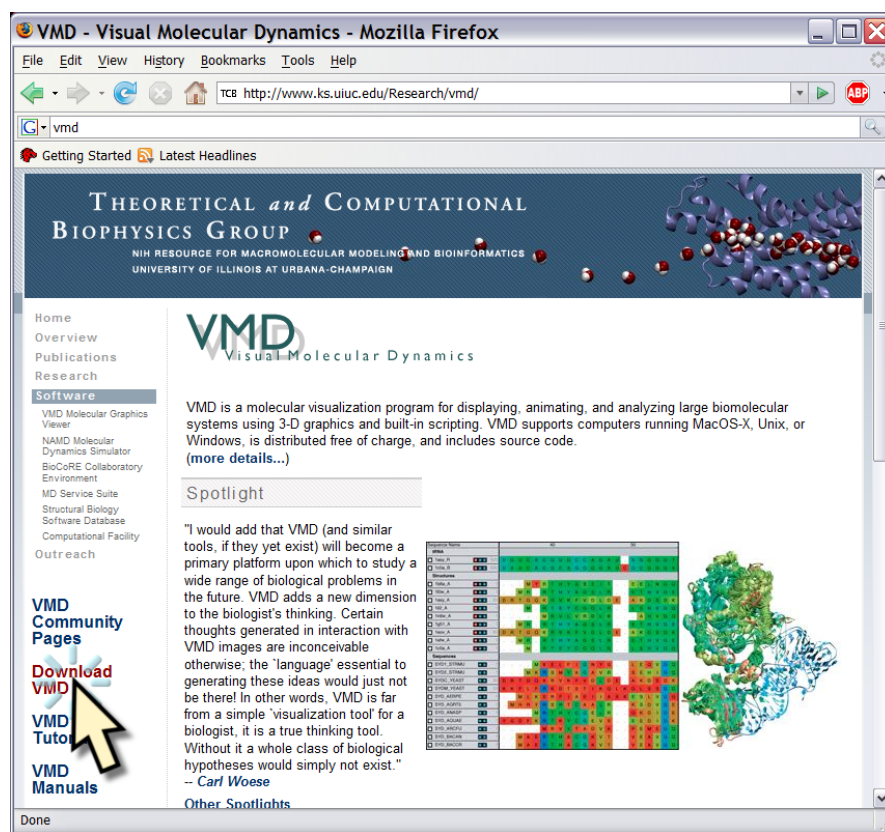 VMD - Visual Molecular Dynamics - Mozilla Firefox
File Edit View History Bookmarks Tools Help
TCB http://www.ks.uiuc.edu/Research/vmd/
ABP
G vmd
Getting Started Latest Headlines
THEORETICAL and COMPUTATIONAL
BIOPHYSICS GROUP
NIH RESOURCE FOR MACROMOLECULAR MODELING AND BIOINFORMATICS
UNIVERSITY OF ILLINOIS AT URBANA-CHAMPAIGN
Home
Overview
Publications
Research
Software
VMD Molecular Graphics
Viewer
NAMD Molecular
Dynamics Simulator
BioCoRE Collaboratory
Environment
MD Service Suite
Structural Biology
Software Database
Computational Facility
Outreach
VMD
Community
Pages
Download
VMD
VMD
VMD
Manuals
VMD
Visual Molecular Dynamics
VMD is a molecular visualization program for displaying, animating, and analyzing large biomolecular
systems using 3-D graphics and built-in scripting. VMD supports computers running MacOS-X, Unix, or
Windows, is distributed free of charge, and includes source code.
(more details...)
Spotlight
"I would add that VMD (and similar
tools, if they yet exist) will become a
primary platform upon which to study a
wide range of biological problems in
the future. VMD adds a new dimension
to the biologist's thinking. Certain
thoughts generated in interaction with
VMD images are inconceivable
otherwise; the `language' essential to
generating these ideas would just not
be there! In other words, VMD is far
from a simple `visualization tool' for a
biologist, it is a true thinking tool.
Without it a whole class of biological
hypotheses would simply not exist."
-- Carl Woese
Other Spotlights
Sequence Name
Structures
Sequences
Done